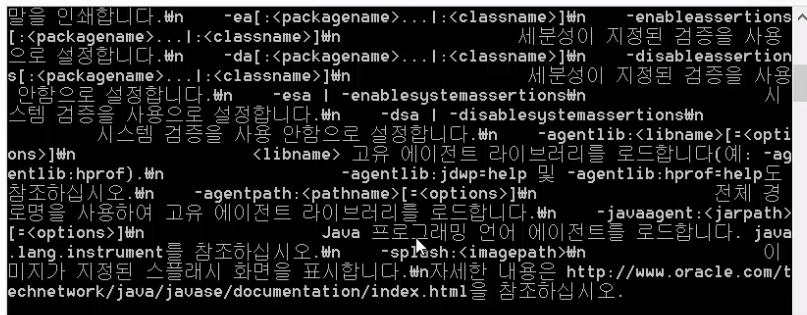 말을 인쇄합니다.₩n    -ea[:<packagename>...|:<classname>]₩n    -enableassertions
[:<packagename>...|:<classname>]₩n                  세분성이 지정된 검증을 사용
으로 설정합니다.₩n    -da[:<packagename>...|:<classname>]₩n    -disableassertion
s[:<packagename>...|:<classname>]₩n                  세분성이 지정된 검증을 사용
 안함으로 설정합니다.₩n    -esa | -enablesystemassertions₩n                  시
스템 검증을 사용으로 설정합니다.₩n    -dsa | -disablesystemassertions₩n
         시스템 검증을 사용 안함으로 설정합니다.₩n    -agentlib:<libname>[=<opti
ons>]₩n                  <libname> 고유 에이전트 라이브러리를 로드합니다(예: -ag
entlib:hprof).₩n                  -agentlib:jdwp=help 및 -agentlib:hprof=help도
참조하십시오.₩n    -agentpath:<pathname>[=<options>]₩n                  전체 경
로명을 사용하여 고유 에이전트 라이브러리를 로드합니다.₩n    -javaagent:<jarpath>
[=<options>]₩n                  Java 프로그래밍 언어 에이전트를 로드합니다. java
.lang.instrument를 참조하십시오.₩n    -splash:<imagepath>₩n                  이
미지가 지정된 스플래시 화면을 표시합니다.₩n자세한 내용은 http://www.oracle.com/t
echnetwork/java/javase/documentation/index.html을 참조하십시오.